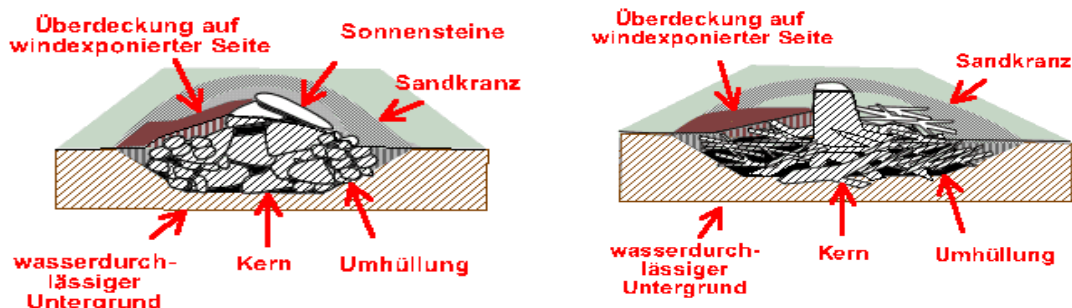 Überdeckung auf
windexponierter Seite
Sonnensteine
Sandkranz
wasserdurch-
lässiger
Untergrund
Kern
Umhüllung
Überdeckung auf
windexponierter Seite
Sandkranz
wasserdurch-
lässiger
Untergrund
Kern
Umhüllung